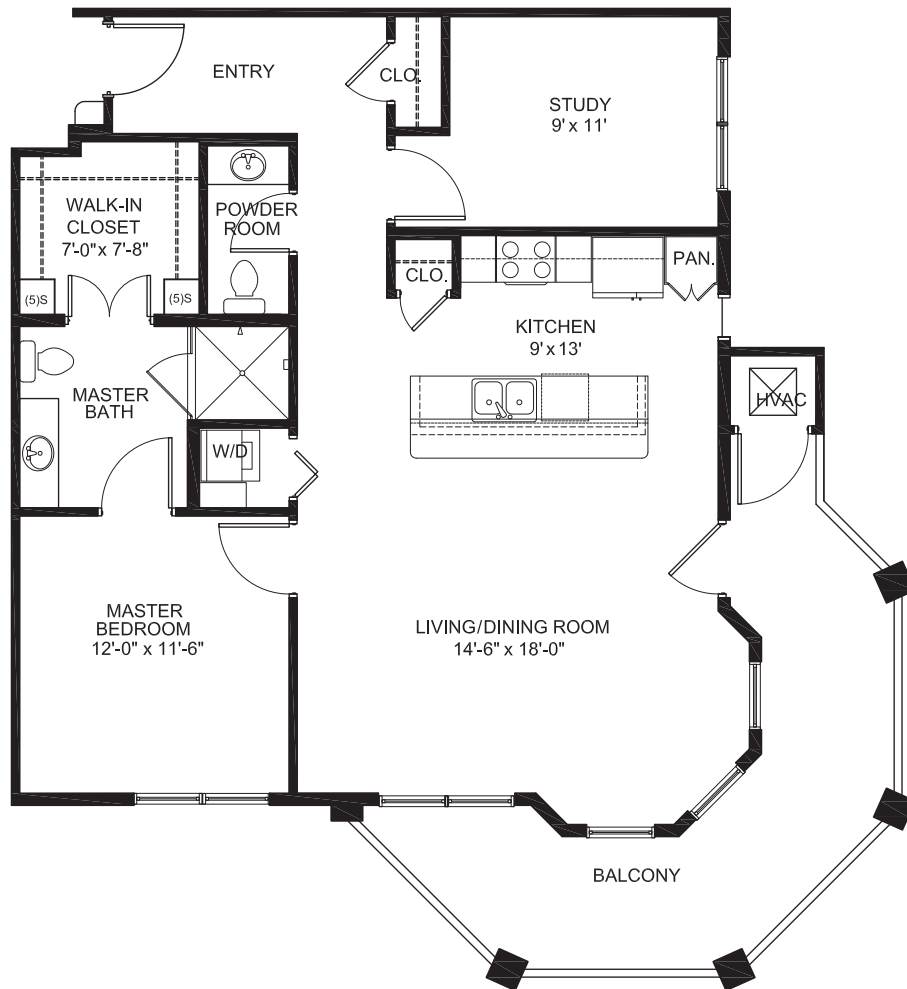 ENTRY
CLO.
STUDY
9' x 11'
WALK-IN
CLOSET
7'-0" x 7'-8"
(5)S
(5)S
POWDER
ROOM
CLO.
PAN.
KITCHEN
9' x 13'
MASTER
BATH
HVAC
W/D
MASTER
BEDROOM
12'-0" x 11'-6"
LIVING/DINING ROOM
14'-6" x 18'-0"
BALCONY